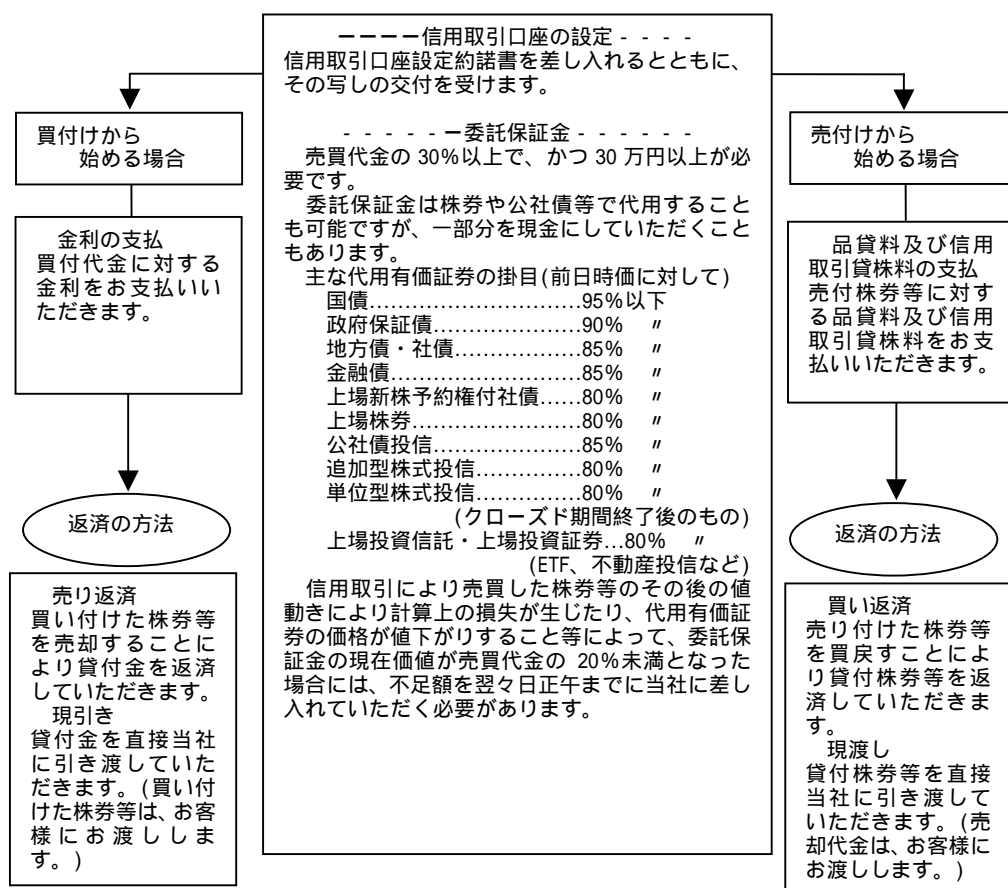 ーーーー信用取引口座の設定 - - - -
信用取引口座設定約諾書を差し入れるとともに、
その写しの交付を受けます。
- - - - - ー委託保証金 - - - - - -
売買代金の 30%以上で、かつ 30 万円以上が必
要です。
委託保証金は株券や公社債等で代用すること
も可能ですが、一部分を現金にしていただくこと
もあります。
主な代用有価証券の掛目(前日時価に対して)
国債.......................95%以下
政府保証債.................90% 〃
地方債・社債...............85% 〃
金融債.....................85% 〃
上場新株予約権付社債......80% 〃
上場株券...................80% 〃
公社債投信.................85% 〃
追加型株式投信.............80% 〃
単位型株式投信.............80% 〃
(クローズド期間終了後のもの)
上場投資信託・上場投資証券...80% 〃
(ETF、不動産投信など)
信用取引により売買した株券等のその後の値
動きにより計算上の損失が生じたり、代用有価証
券の価格が値下がりすること等によって、委託保
証金の現在価値が売買代金の 20%未満となった
場合には、不足額を翌々日正午までに当社に差し
入れていただく必要があります。
買付けから
始める場合
金利の支払
買付代金に対する
金利をお支払いい
ただきます。
返済の方法
売り返済
買い付けた株券等
を売却することに
より貸付金を返済
していただきます。
現引き
貸付金を直接当社
に引き渡していた
だきます。(買い付
けた株券等は、お客
様にお渡ししま
す。)
売付けから
始める場合
品貸料及び信用
取引貸株料の支払
売付株券等に対す
る品貸料及び信用
取引貸株料をお支
払いいただきます。
返済の方法
買い返済
売り付けた株券等
を買戻すことによ
り貸付株券等を返
済していただきま
す。
現渡し
貸付株券等を直接
当社に引き渡して
いただきます。(売
却代金は、お客様に
お渡しします。)